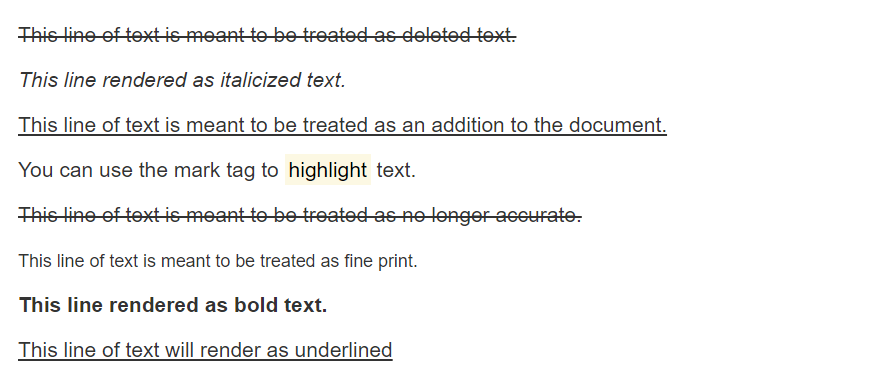 This line of text is meant to be treated as deleted text.
This line rendered as italicized text.
This line of text is meant to be treated as an addition to the document.
You can use the mark tag to highlight text.
This line of text is meant to be treated as no longer accurate.
This line of text is meant to be treated as fine print.
This line rendered as bold text.
This line of text will render as underlined